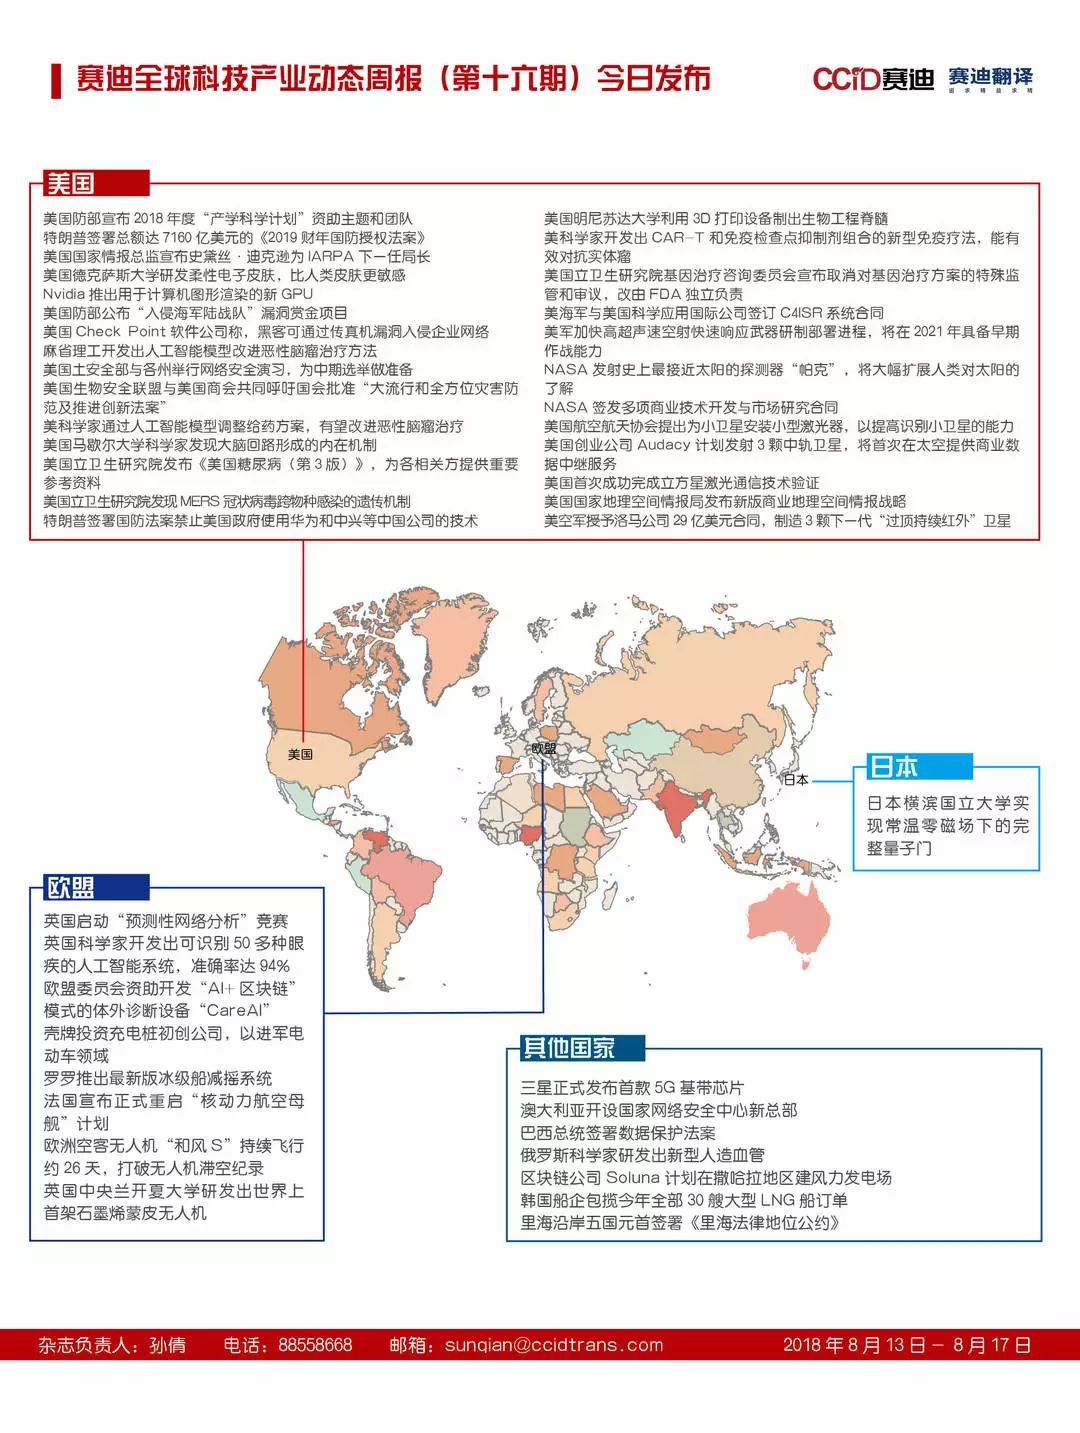 赛迪全球科技产业动态周报（第十六期）今日发布
CCID赛迪 赛迪翻译
追求精益求精
美国
美国防部宣布 2018 年度“产学科学计划”资助主题和团队
特朗普签署总额达 7160 亿美元的《2019 财年国防授权法案》
美国国家情报总监宣布史黛丝·迪克逊为 IARPA 下一任局长
美国德克萨斯大学研发柔性电子皮肤，比人类皮肤更敏感
Nvidia 推出用于计算机图形渲染的新 GPU
美国防部公布“入侵海军陆战队”漏洞赏金项目
美国 Check Point 软件公司称，黑客可通过传真机漏洞入侵企业网络
麻省理工开发出人工智能模型改进恶性脑瘤治疗方法
美国土安全部与各州举行网络安全演习，为中期选举做准备
美国生物安全联盟与美国商会共同呼吁国会批准“大流行和全方位灾害防
范及推进创新法案”
美科学家通过人工智能模型调整给药方案，有望改进恶性脑瘤治疗
美国马歇尔大学科学家发现大脑回路形成的内在机制
美国立卫生研究院发布《美国糖尿病（第 3 版）》，为各相关方提供重要
参考资料
美国立卫生研究院发现 MERS 冠状病毒跨物种感染的遗传机制
特朗普签署国防法案禁止美国政府使用华为和中兴等中国公司的技术
美国明尼苏达大学利用 3D 打印设备制出生物工程脊髓
美科学家开发出 CAR-T 和免疫检查点抑制剂组合的新型免疫疗法，能有
效对抗实体瘤
美国立卫生研究院基因治疗咨询委员会宣布取消对基因治疗方案的特殊监
管和审议，改由 FDA 独立负责
美海军与美国科学应用国际公司签订 C4ISR 系统合同
美军加快高超声速空射快速响应武器研制部署进程，将在 2021 年具备早期
作战能力
NASA 发射史上最接近太阳的探测器“帕克”，将大幅扩展人类对太阳的
了解
NASA 签发多项商业技术开发与市场研究合同
美国航空航天协会提出为小卫星安装小型激光器，以提高识别小卫星的能力
美国创业公司 Audacy 计划发射 3 颗中轨卫星，将首次在太空提供商业数
据中继服务
美国首次成功完成立方星激光通信技术验证
美国国家地理空间情报局发布新版商业地理空间情报战略
美空军授予洛马公司 29 亿美元合同，制造 3 颗下一代“过顶持续红外”卫星
美国
欧盟
日本
日本
日本横滨国立大学实
现常温零磁场下的完
整量子门
欧盟
英国启动“预测性网络分析”竞赛
英国科学家开发出可识别 50 多种眼
疾的人工智能系统，准确率达 94%
欧盟委员会资助开发“AI+ 区块链”
模式的体外诊断设备“CareAI”
壳牌投资充电桩初创公司，以进军电
动车领域
罗罗推出最新版冰级船减摇系统
法国宣布正式重启“核动力航空母
舰”计划
欧洲空客无人机“和风 S”持续飞行
约 26 天，打破无人机滞空纪录
英国中央兰开夏大学研发出世界上
首架石墨烯蒙皮无人机
其他国家
三星正式发布首款 5G 基带芯片
澳大利亚开设国家网络安全中心新总部
巴西总统签署数据保护法案
俄罗斯科学家研发出新型人造血管
区块链公司 Soluna 计划在撒哈拉地区建风力发电场
韩国船企包揽今年全部 30 艘大型 LNG 船订单
里海沿岸五国元首签署《里海法律地位公约》
杂志负责人：孙倩 电话：88558668 邮箱：sunqian@ccidtrans.com 2018 年 8 月 13 日 - 8 月 17 日